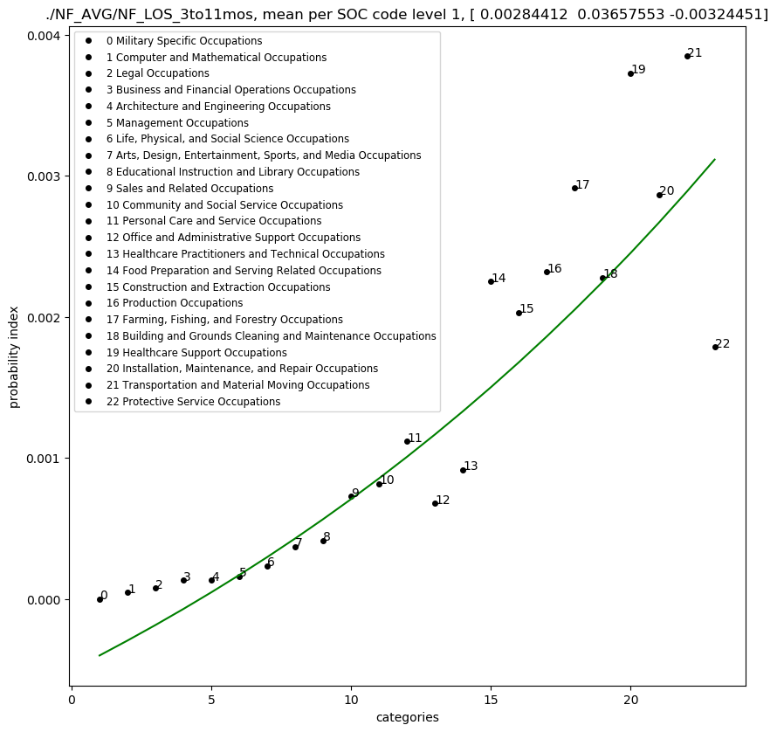 ./NF_AVG/NF_LOS_3to11mos, mean per SOC code level 1, [ 0.00284412  0.03657553 -0.00324451]
0 Military Specific Occupations
1 Computer and Mathematical Occupations
2 Legal Occupations
3 Business and Financial Operations Occupations
4 Architecture and Engineering Occupations
5 Management Occupations
6 Life, Physical, and Social Science Occupations
7 Arts, Design, Entertainment, Sports, and Media Occupations
8 Educational Instruction and Library Occupations
9 Sales and Related Occupations
10 Community and Social Service Occupations
11 Personal Care and Service Occupations
12 Office and Administrative Support Occupations
13 Healthcare Practitioners and Technical Occupations
14 Food Preparation and Serving Related Occupations
15 Construction and Extraction Occupations
16 Production Occupations
17 Farming, Fishing, and Forestry Occupations
18 Building and Grounds Cleaning and Maintenance Occupations
19 Healthcare Support Occupations
20 Installation, Maintenance, and Repair Occupations
21 Transportation and Material Moving Occupations
22 Protective Service Occupations
probability index
0.004
0.003
0.002
0.001
0.000
0
1
2
3
4
5
6
7
8
9
10
11
12
13
14
15
16
17
18
19
20
21
22
0
5
10
15
20
categories